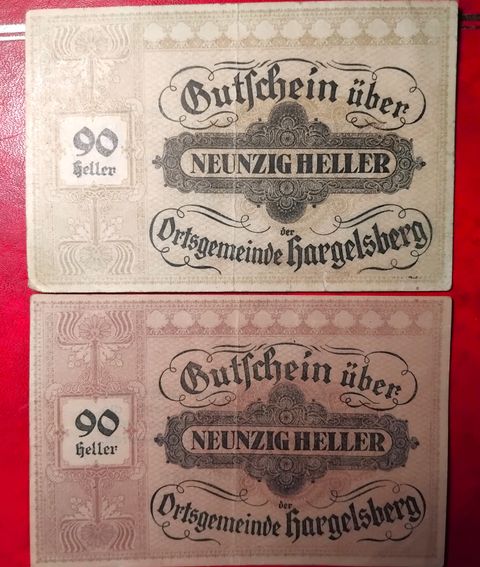 Gutschein über
90
Heller
NEUNZIG HELLER
der
Ortsgemeinde Hargelsberg
Gutschein über
90
Heller
NEUNZIG HELLER
der
Ortsgemeinde Hargelsberg